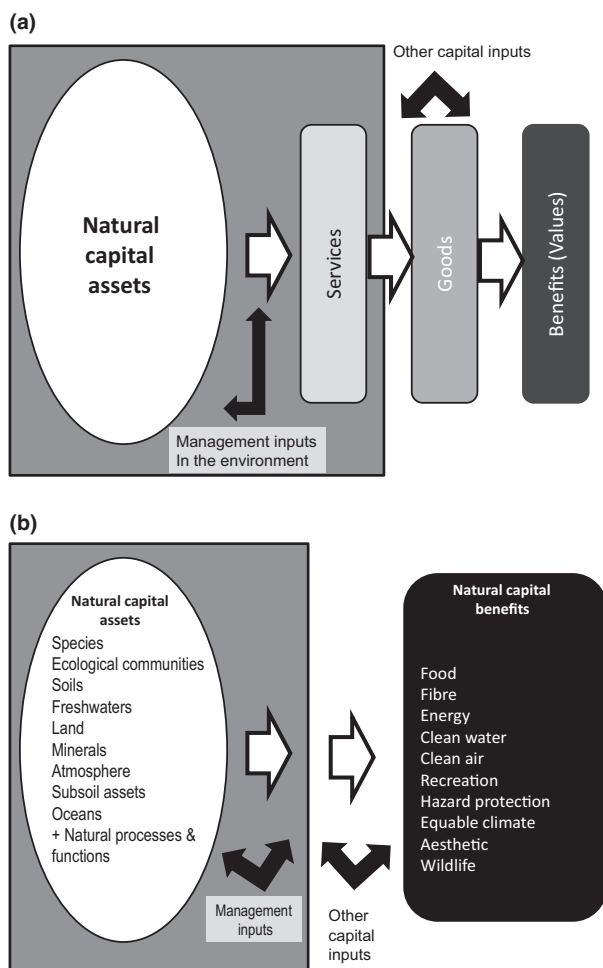 (a)
Other capital inputs
Natural
capital
assets
Services
Goods
Benefits (Values)
Management inputs
In the environment
(b)
Natural capital
assets
Species
Ecological communities
Soils
Freshwaters
Land
Minerals
Atmosphere
Subsoil assets
Oceans
+ Natural processes &
functions
Management
inputs
Other
capital
inputs
Natural capital
benefits
Food
Fibre
Energy
Clean water
Clean air
Recreation
Hazard protection
Equable climate
Aesthetic
Wildlife